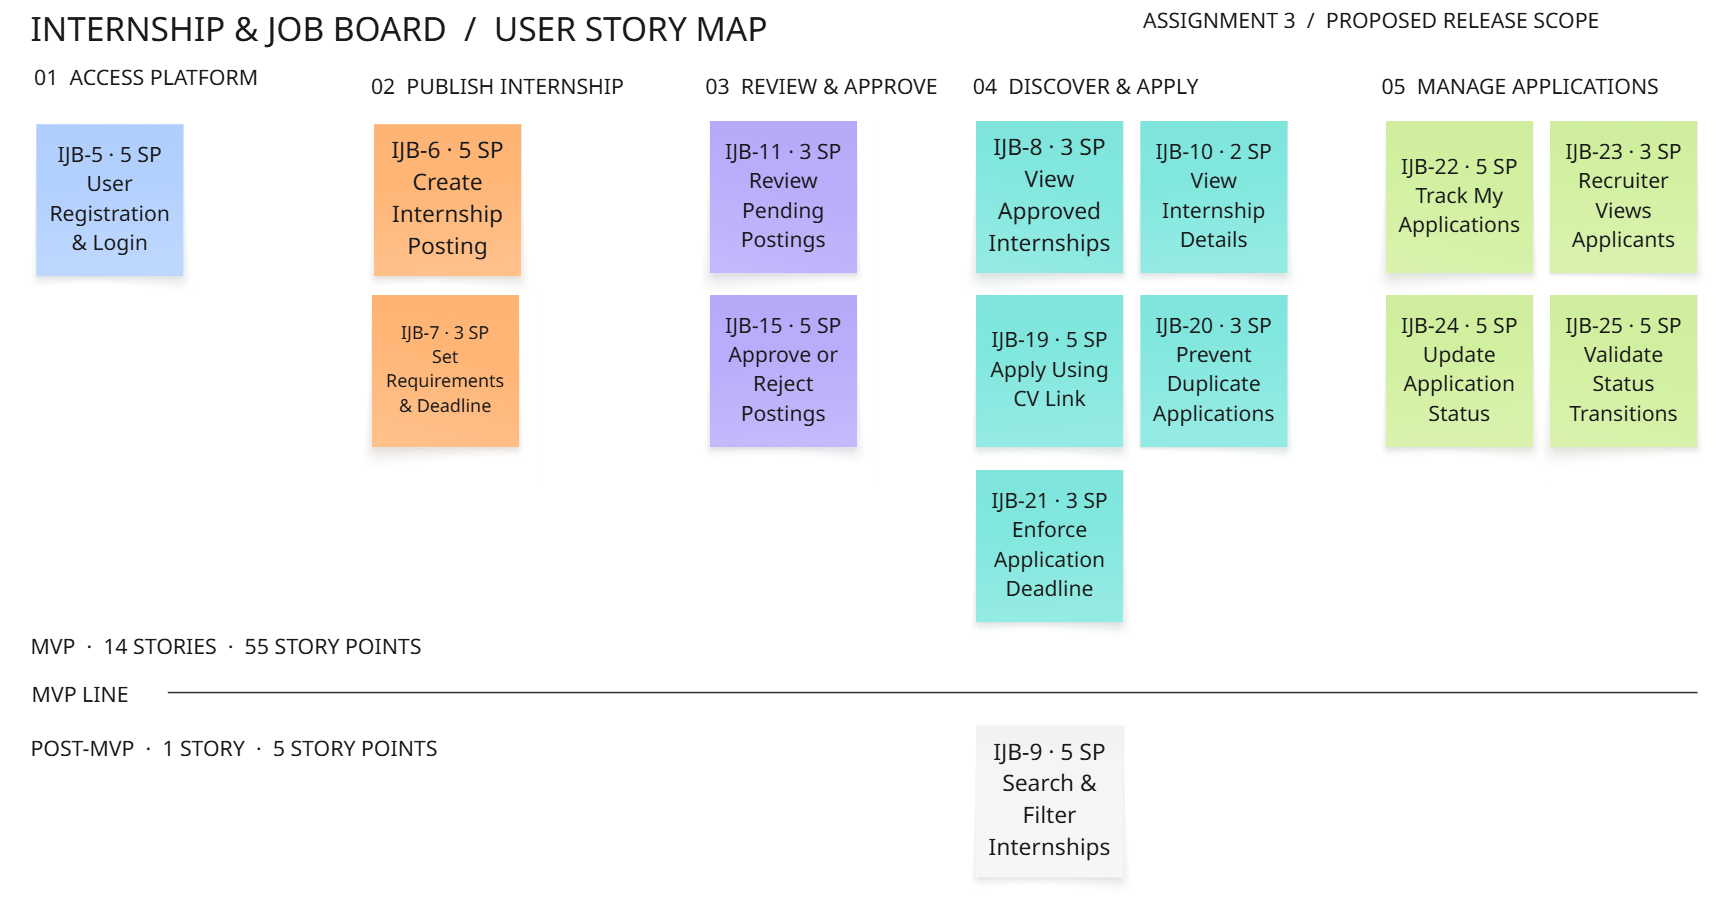 INTERNSHIP & JOB BOARD / USER STORY MAP
ASSIGNMENT 3 / PROPOSED RELEASE SCOPE
01 ACCESS PLATFORM
IJB-5 · 5 SP
User
Registration
& Login
02 PUBLISH INTERNSHIP
IJB-6 · 5 SP
Create
Internship
Posting
IJB-7 · 3 SP
Set
Requirements
& Deadline
03 REVIEW & APPROVE
IJB-11 · 3 SP
Review
Pending
Postings
IJB-15 · 5 SP
Approve or
Reject
Postings
04 DISCOVER & APPLY
IJB-8 · 3 SP
View
Approved
Internships
IJB-10 · 2 SP
View
Internship
Details
IJB-19 · 5 SP
Apply Using
CV Link
IJB-20 · 3 SP
Prevent
Duplicate
Applications
IJB-21 · 3 SP
Enforce
Application
Deadline
05 MANAGE APPLICATIONS
IJB-22 · 5 SP
Track My
Applications
IJB-23 · 3 SP
Recruiter
Views
Applicants
IJB-24 · 5 SP
Update
Application
Status
IJB-25 · 5 SP
Validate
Status
Transitions
MVP · 14 STORIES · 55 STORY POINTS
MVP LINE
POST-MVP · 1 STORY · 5 STORY POINTS
IJB-9 · 5 SP
Search &
Filter
Internships